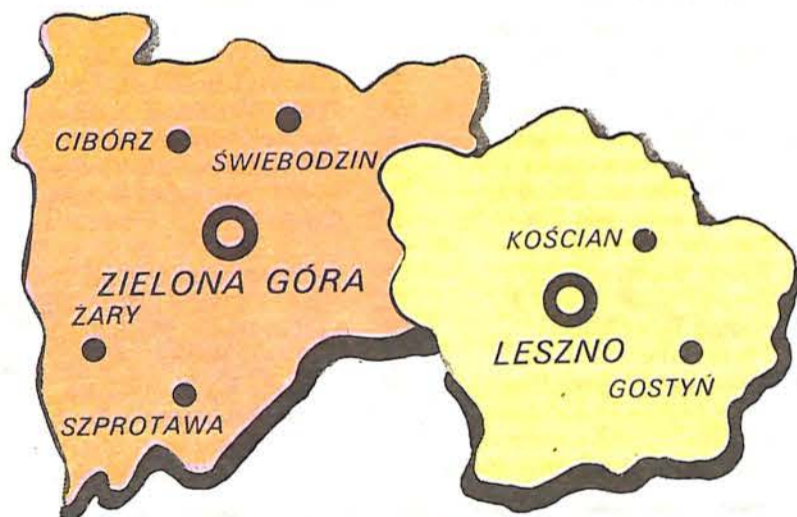 CIBÓRZ
ŚWIEBODZIN
ZIELONA GÓRA
ŻARY
SZPROTAWA
KOŚCIAN
LESZNO
GOSTYŃ